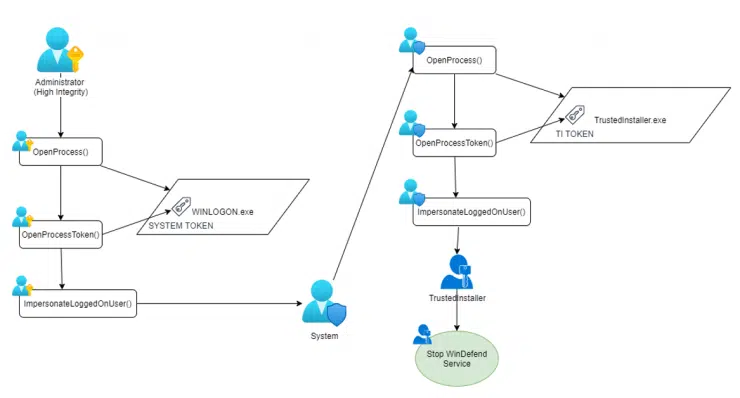 Administrator
(High Integrity)
OpenProcess()
WINLOGON.exe
SYSTEM TOKEN
OpenProcessToken()
ImpersonateLoggedOnUser()
System
OpenProcess()
TrustedInstaller.exe
TI TOKEN
OpenProcessToken()
ImpersonateLoggedOnUser()
TrustedInstaller
Stop WinDefend
Service